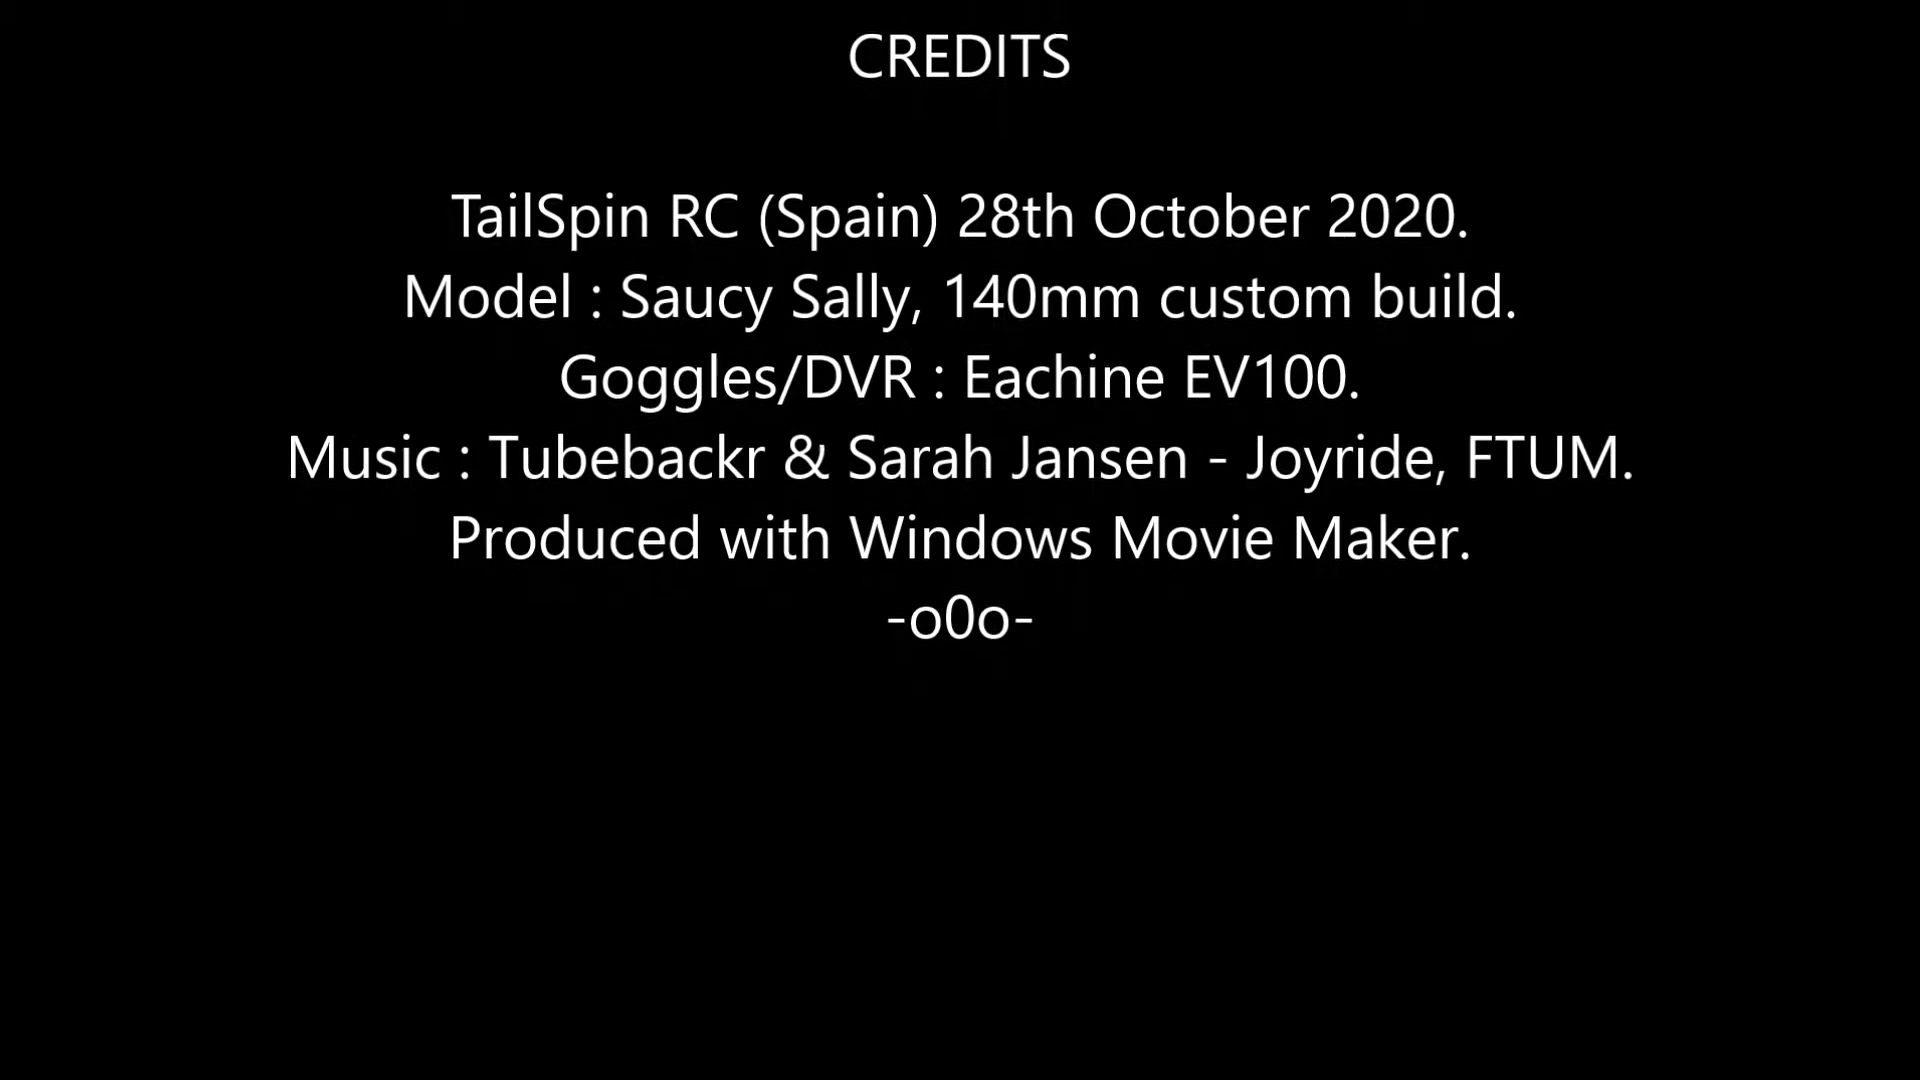 CREDITS
TailSpin RC (Spain) 28th October 2020.
Model : Saucy Sally, 140mm custom build.
Goggles/DVR : Eachine EV100.
Music : Tubebackr & Sarah Jansen - Joyride, FTUM.
Produced with Windows Movie Maker.
-o0o-